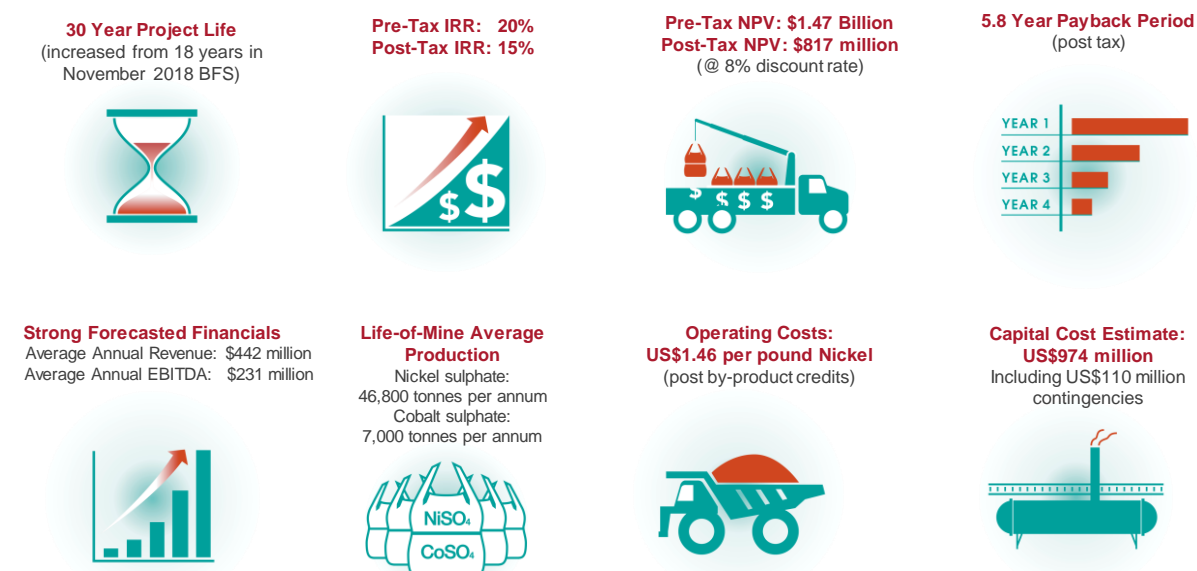 30 Year Project Life
(increased from 18 years in
November 2018 BFS)
Pre-Tax IRR: 20%
Post-Tax IRR: 15%
Pre-Tax NPV: $1.47 Billion
Post-Tax NPV: $817 million
(@ 8% discount rate)
5.8 Year Payback Period
(post tax)
$ $
$ $ $ $
YEAR 1
YEAR 2
YEAR 3
YEAR 4
Strong Forecasted Financials
Average Annual Revenue: $442 million
Average Annual EBITDA: $231 million
Life-of-Mine Average
Production
Nickel sulphate:
46,800 tonnes per annum
Cobalt sulphate:
7,000 tonnes per annum
NiSO₄
CoSO₄
Operating Costs:
US$1.46 per pound Nickel
(post by-product credits)
Capital Cost Estimate:
US$974 million
Including US$110 million
contingencies